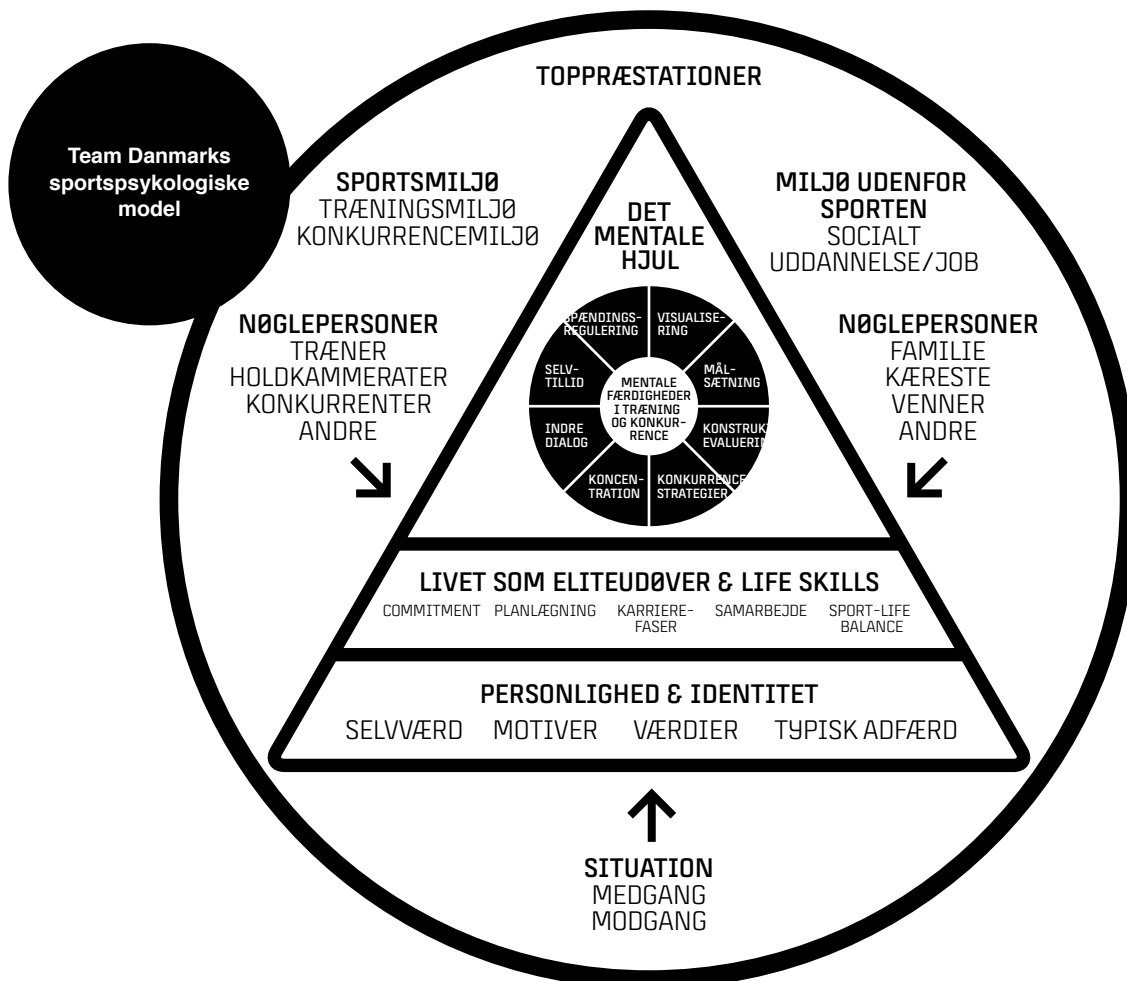 TOPPRÆSTATIONER
Team Danmarks
sportspsykologiske
model
SPORTSMILJØ
TRÆNINGSMILJØ
KONKURRENCEMILJØ
MILJØ UDENFOR
SPORTEN
SOCIALT
UDDANNELSE/JOB
NØGLEPERSONER
TRÆNER
HOLDKAMMERATER
KONKURRENTER
ANDRE
NØGLEPERSONER
FAMILIE
KÆRESTE
VENNER
ANDRE
DET
MENTALE
HJUL
SPÆNDINGS-
REGULERING
VISUALISE-
RING
MÅL-
SÆTNING
KONSTRUK
EVALUERIN
KONKURRENCE
STRATEGIER
KONCEN-
TRATION
INDRE
DIALOG
SELV-
TILLID
MENTALE
FÆRDIGHEDER
I TRÆNING
OG KONKUR-
RENCE
LIVET SOM ELITEUDØVER & LIFE SKILLS
COMMITMENT
PLANLÆGNING
KARRIERE-
FASER
SAMARBEJDE
SPORT-LIFE
BALANCE
PERSONLIGHED & IDENTITET
SELVVÆRD MOTIVER VÆRDIER TYPISK ADFÆRD
SITUATION
MEDGANG
MODGANG